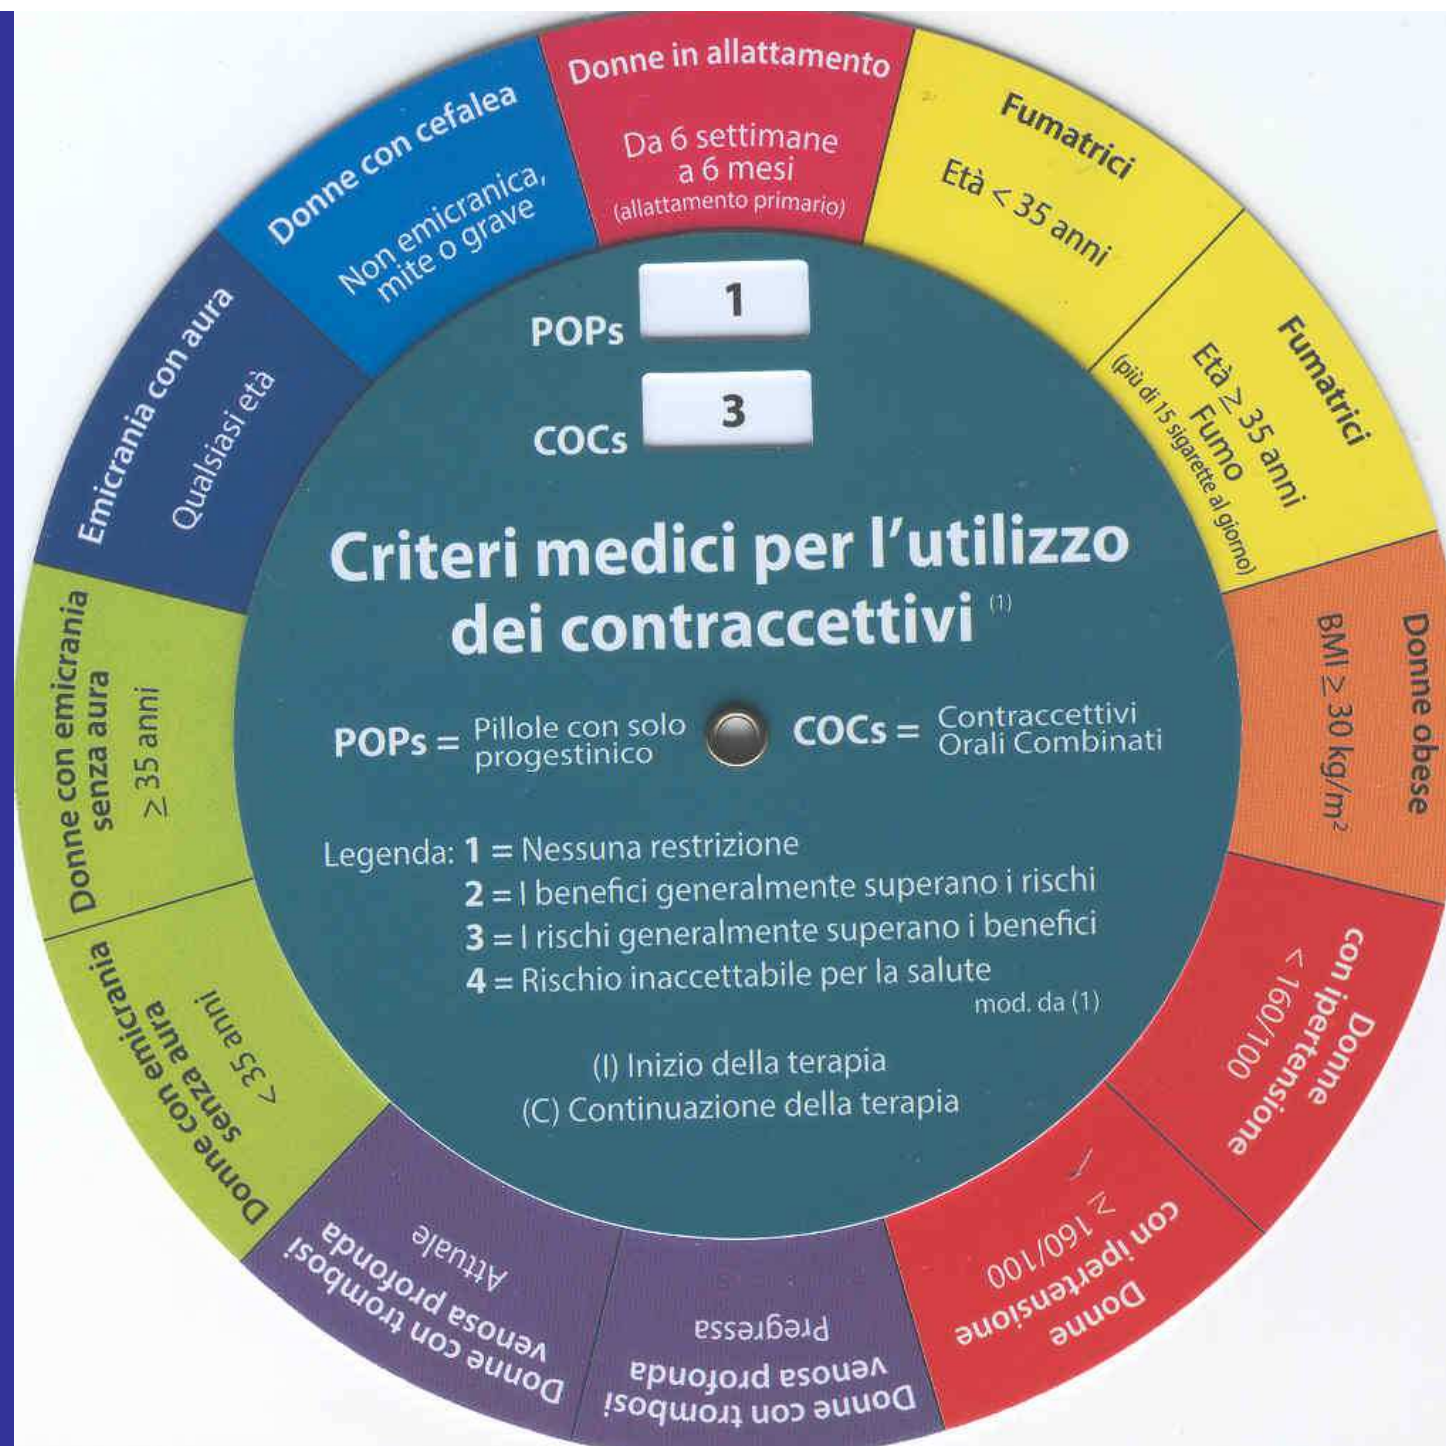 Donne in allattamento
Da 6 settimane
a 6 mesi
(allattamento primario)
Fumatrici
Età < 35 anni
Fumatrici
Età ≥ 35 anni
Fumo
(più di 15 sigarette al giorno)
Donne obese
BMI ≥ 30 kg/m²
Donne
con ipertensione
< 160/100
Donne
con ipertensione
≥ 160/100
Donne con trombosi
venosa profonda
Pregressa
Donne con trombosi
venosa profonda
Attuale
Donne con emicrania
senza aura
< 35 anni
Donne con emicrania
senza aura
≥ 35 anni
Emicrania con aura
Qualsiasi età
Donne con cefalea
Non emicranica,
mite o grave
POPs 1
COCs 3
Criteri medici per l'utilizzo
dei contraccettivi (1)
POPs = Pillole con solo
progestinico
COCs = Contraccettivi
Orali Combinati
Legenda: 1 = Nessuna restrizione
2 = I benefici generalmente superano i rischi
3 = I rischi generalmente superano i benefici
4 = Rischio inaccettabile per la salute
mod. da (1)
(I) Inizio della terapia
(C) Continuazione della terapia